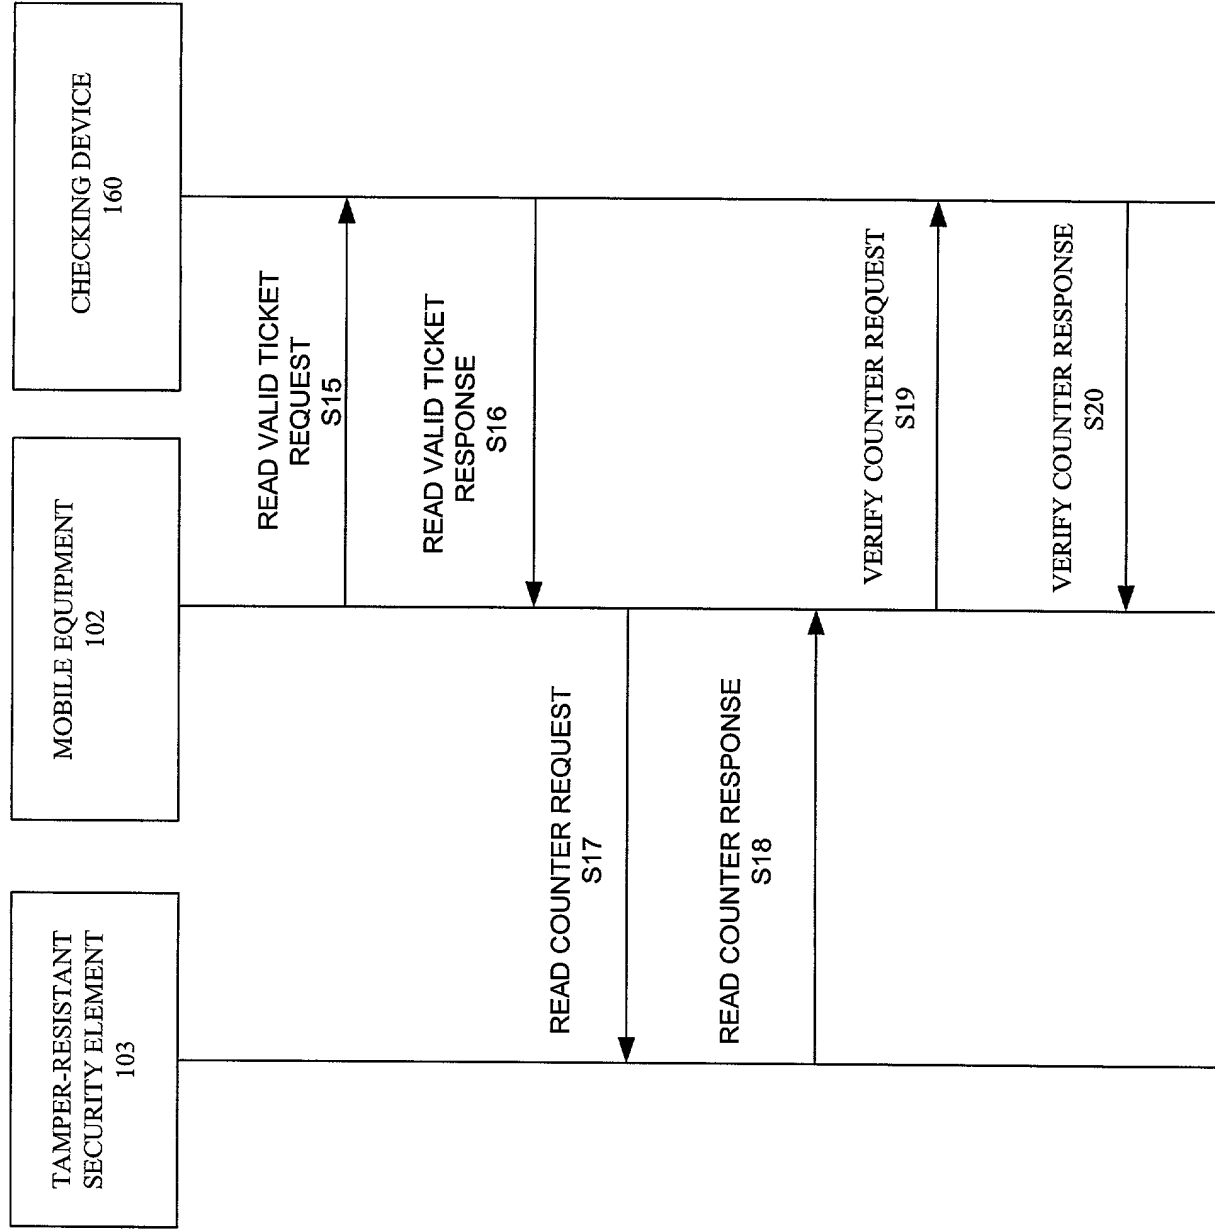 TAMPER-RESISTANT
SECURITY ELEMENT
103
MOBILE EQUIPMENT
102
CHECKING DEVICE
160
READ VALID TICKET
REQUEST
S15
READ VALID TICKET
RESPONSE
S16
READ COUNTER REQUEST
S17
READ COUNTER RESPONSE
S18
VERIFY COUNTER REQUEST
S19
VERIFY COUNTER RESPONSE
S20